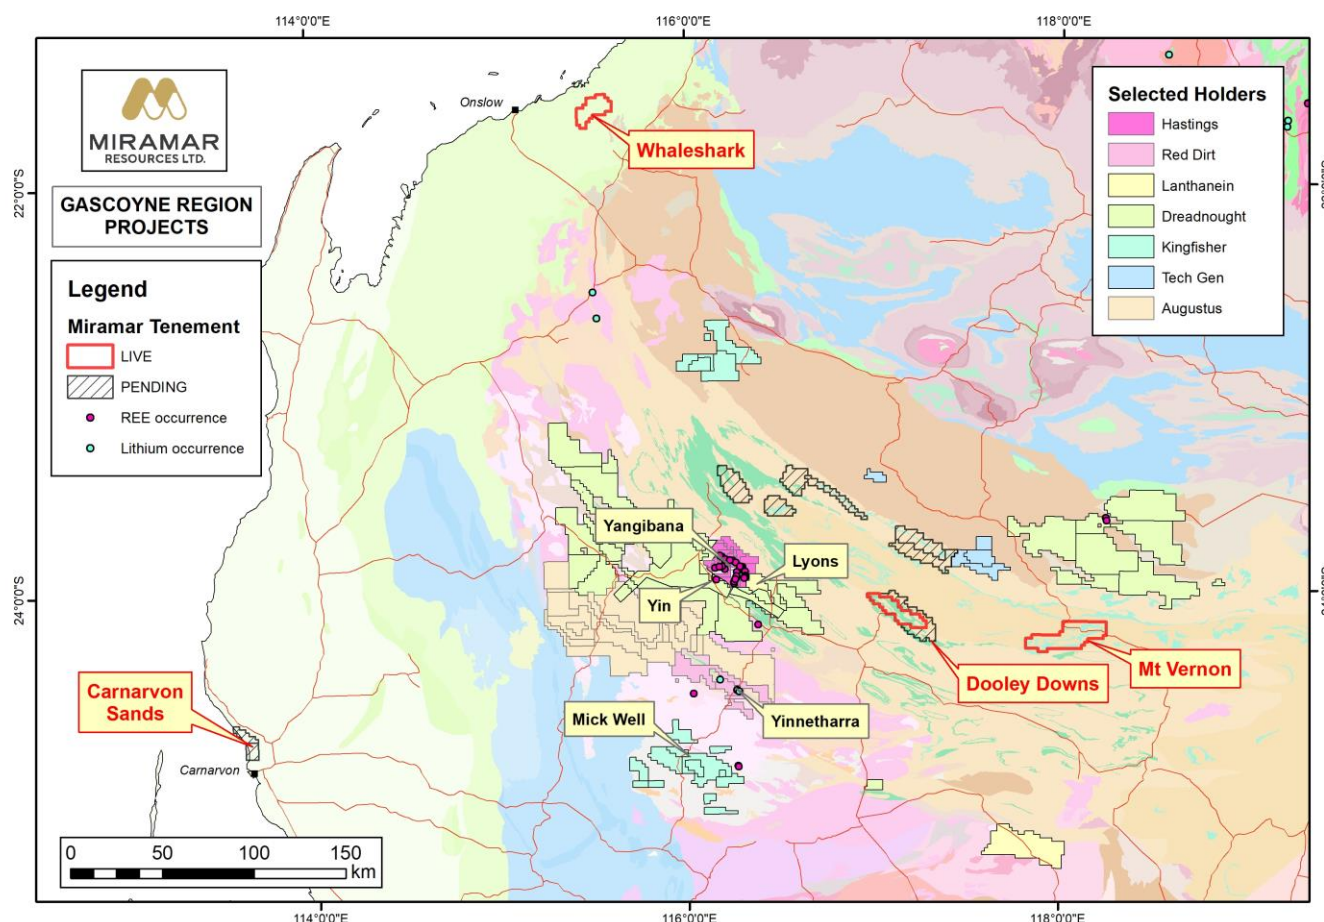 114°0'0"E
116°0'0"E
118°0'0"E
MIRAMAR
RESOURCES LTD.
GASCOYNE REGION
PROJECTS
Legend
Miramar Tenement
LIVE
PENDING
REE occurrence
Lithium occurrence
Onslow
Whaleshark
Selected Holders
Hastings
Red Dirt
Lanthanein
Dreadnought
Kingfisher
Tech Gen
Augustus
22°0'0"S
Yangibana
Lyons
Yin
24°0'0"S
Dooley Downs
Mt Vernon
Carnarvon
Sands
Mick Well
Yinnetharra
Carnarvon
0
50
100
150
km
114°0'0"E
116°0'0"E
118°0'0"E